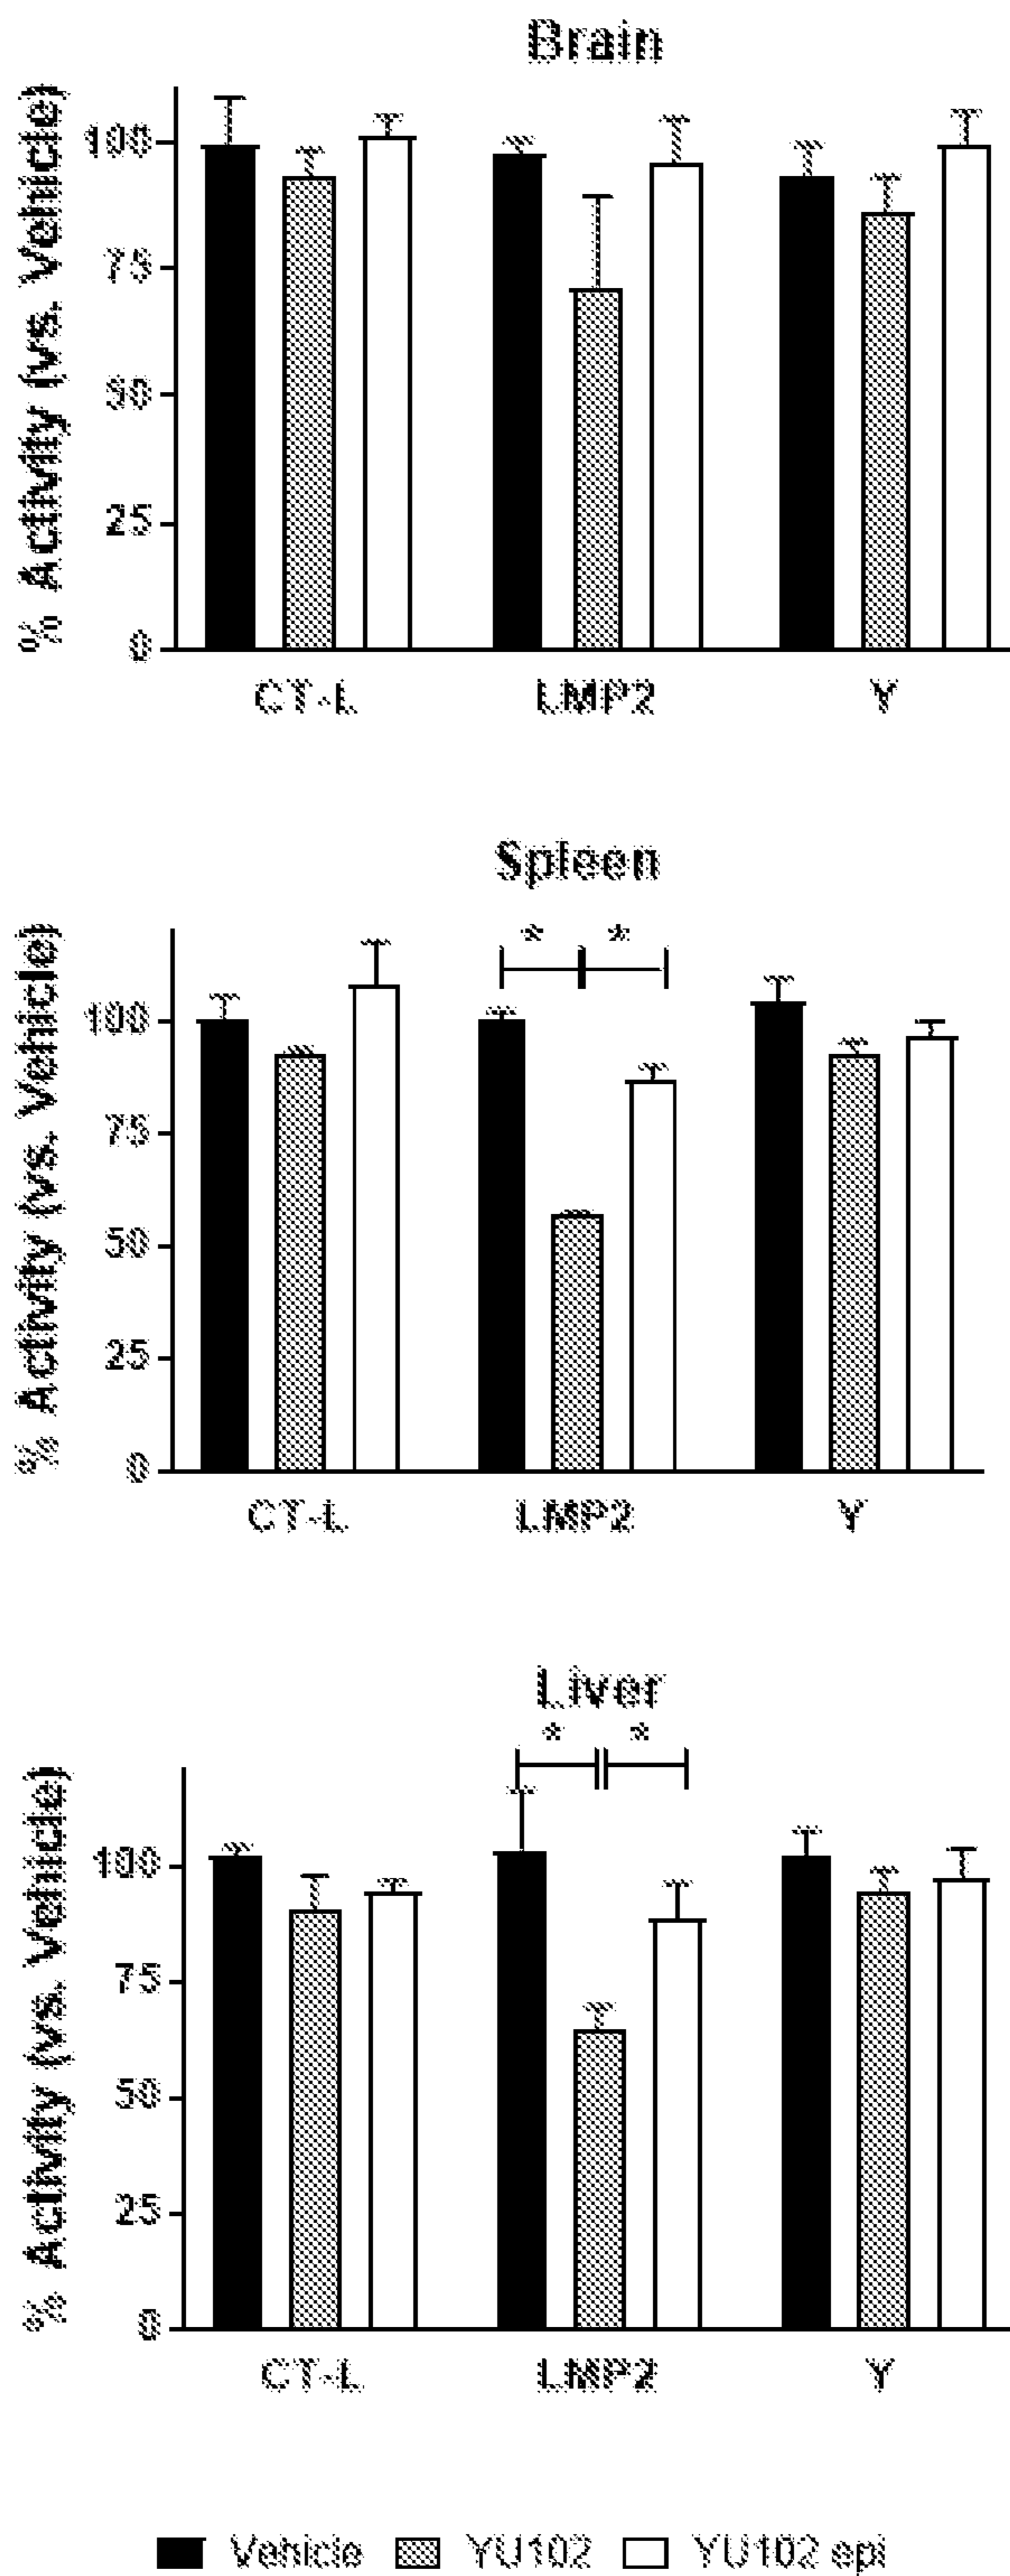 Brain
% Activity (vs. Vehicle)
100
75
50
25
0
CT-L LMP2 Y
Spleen
% Activity (vs. Vehicle)
* *
100
75
50
25
0
CT-L LMP2 Y
Liver
% Activity (vs. Vehicle)
* *
100
75
50
25
0
CT-L LMP2 Y
Vehicle YU102 YU102 epi